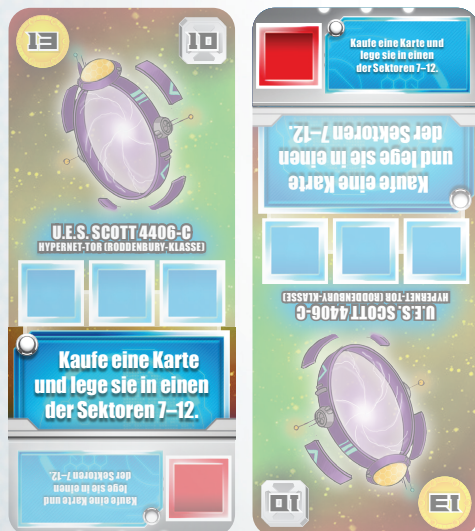 13
10
U.E.S. SCOTT 4406-C
HYPERNET-TOR (RODDENBURY-KLASSE)
Kaufe eine Karte
und lege sie in einen
der Sektoren 7–12.
Kaufe eine Karte und
lege sie in einen
der Sektoren 7–12.
Kaufe eine Karte und
lege sie in einen
der Sektoren 7–12.
Kaufe eine Karte
und lege sie in einen
der Sektoren 7–12.
U.E.S. SCOTT 4406-C
HYPERNET-TOR (RODDENBURY-KLASSE)
13
10